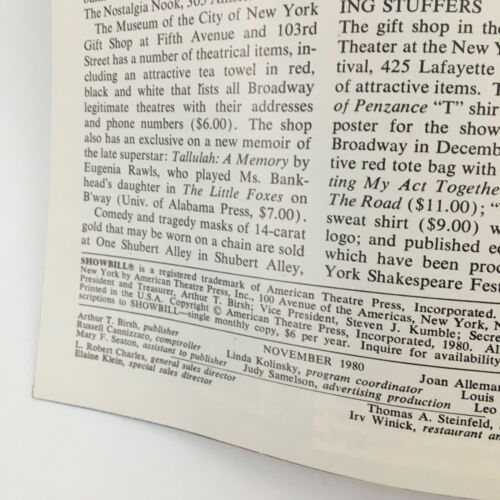 The Nostalgia Nook, 303
The Museum of the City of New York
Gift Shop at Fifth Avenue and 103rd
Street has a number of theatrical items, in-
cluding an attractive tea towel in red,
black and white that lists all Broadway
legitimate theatres with their addresses
and phone numbers ($6.00). The shop
also has an exclusive on a new memoir of
the late superstar: Tallulah: A Memory by
Eugenia Rawls, who played Ms. Bank-
head's daughter in The Little Foxes on
B'way (Univ. of Alabama Press, $7.00).
Comedy and tragedy masks of 14-carat
gold that may be worn on a chain are sold
at One Shubert Alley in Shubert Alley,
ING STUFFERS
The gift shop in the
Theater at the New Y
tival, 425 Lafayette
of attractive items. T
of Penzance “T” shir
poster for the show
Broadway in Decemb
tive red tote bag with
ting My Act Togethe
The Road ($11.00); “
sweat shirt ($9.00) w
logo; and published e
which have been pro
York Shakespeare Fest
SHOWBILL® is a registered trademark of American Theatre Press, Incorporated.
New York by American Theatre Press, Inc., 100 Avenue of the Americas, New York,
President and Treasurer, Arthur T. Birsh; Vice President, Steven J. Kumble; Secre
Printed in the U.S.A. Copyright © American Theatre Press, Incorporated, 1980. Al
scriptions to SHOWBILL—single monthly copy, $6 per year. Inquire for availability
NOVEMBER 1980
Arthur T. Birsh, publisher
Russell Cannizzaro, comptroller
Mary F. Seaton, assistant to publisher
L. Robert Charles, general sales director
Elaine Klein, special sales director
Linda Kolinsky, program coordinator
Judy Samelson, advertising production
Joan Allema
Louis
Leo
Thomas A. Steinfeld,
Irv Winick, restaurant an